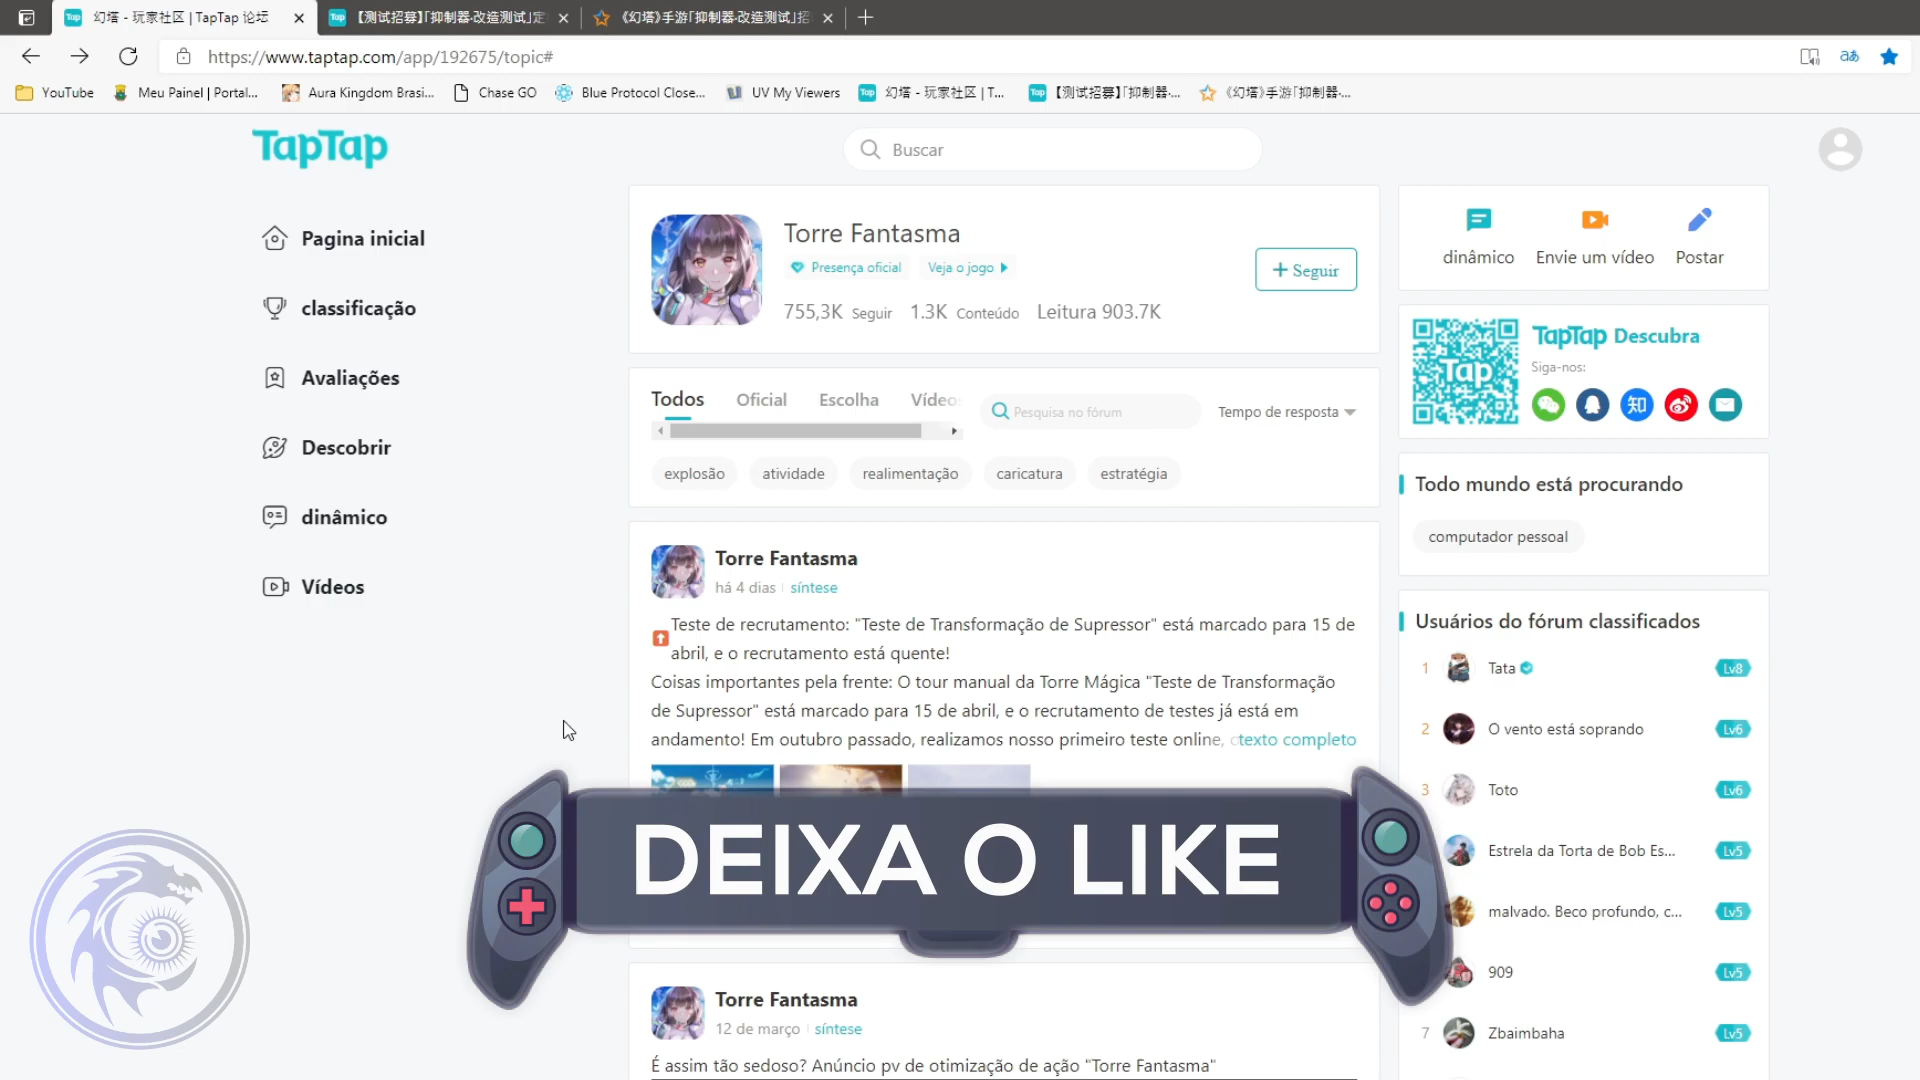 幻塔 - 玩家社区 | TapTap 论坛
【测试招募】「抑制器·改造测试」定
《幻塔》手游「抑制器·改造测试」招
https://www.taptap.com/app/192675/topic#
YouTube
Meu Painel | Portal...
Aura Kingdom Brasi...
Chase GO
Blue Protocol Close...
UV My Viewers
幻塔 - 玩家社区 | T...
【测试招募】「抑制器·...
《幻塔》手游「抑制器·...
TapTap
Buscar
Pagina inicial
classificação
Avaliações
Descobrir
dinâmico
Vídeos
Torre Fantasma
Presença oficial
Veja o jogo
755,3K Seguir 1.3K Conteúdo Leitura 903.7K
+ Seguir
Todos
Oficial
Escolha
Vídeos
Pesquisa no fórum
Tempo de resposta
explosão
atividade
realimentação
caricatura
estratégia
Torre Fantasma
há 4 dias | síntese
Teste de recrutamento: "Teste de Transformação de Supressor" está marcado para 15 de
abril, e o recrutamento está quente!
Coisas importantes pela frente: O tour manual da Torre Mágica "Teste de Transformação
de Supressor" está marcado para 15 de abril, e o recrutamento de testes já está em
andamento! Em outubro passado, realizamos nosso primeiro teste online, texto completo
DEIXA O LIKE
Torre Fantasma
12 de março | síntese
É assim tão sedoso? Anúncio pv de otimização de ação "Torre Fantasma"
dinâmico
Envie um vídeo
Postar
Tap
TapTap Descubra
Siga-nos:
知
Todo mundo está procurando
computador pessoal
Usuários do fórum classificados
1 Tata Lv8
2 O vento está soprando Lv6
3 Toto Lv6
Estrela da Torta de Bob Es... Lv5
malvado. Beco profundo, c... Lv5
909 Lv5
7 Zbaimbaha Lv5